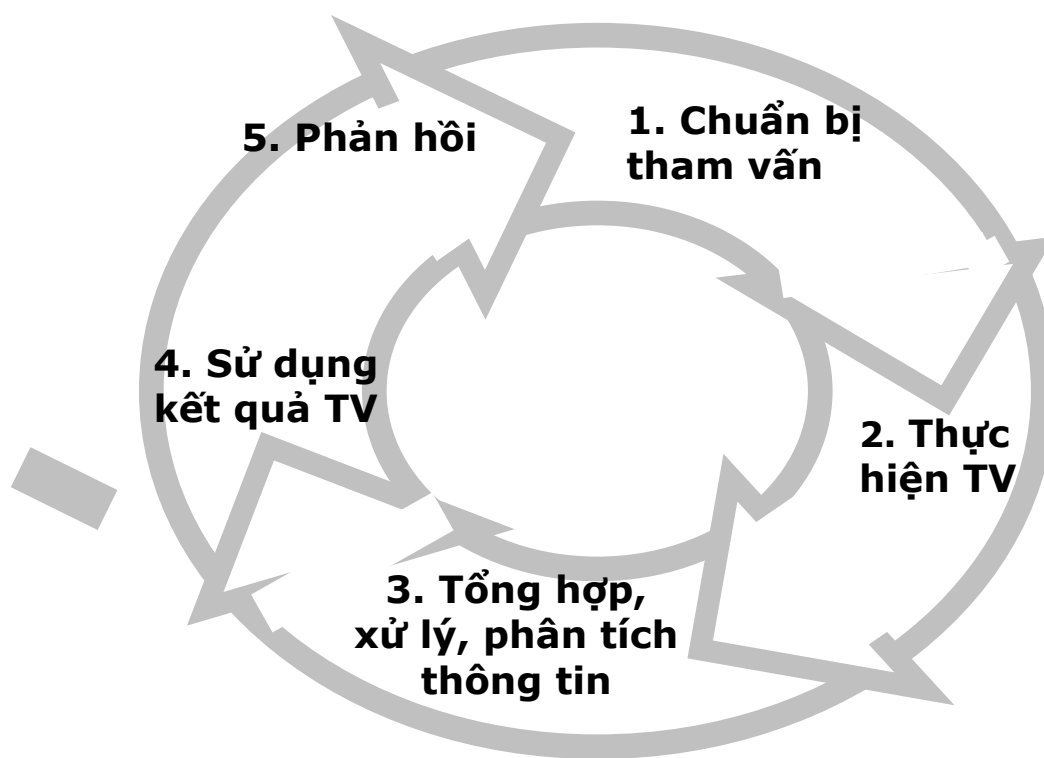 1. Chuẩn bị
tham vấn
2. Thực
hiện TV
3. Tổng hợp,
xử lý, phân tích
thông tin
4. Sử dụng
kết quả TV
5. Phản hồi